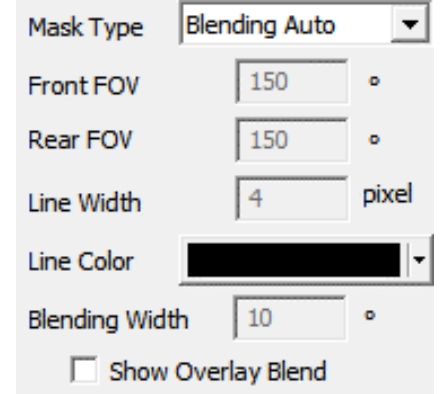 Mask Type Blending Auto
Front FOV 150 °
Rear FOV 150 °
Line Width 4 pixel
Line Color
Blending Width 10 °
Show Overlay Blend